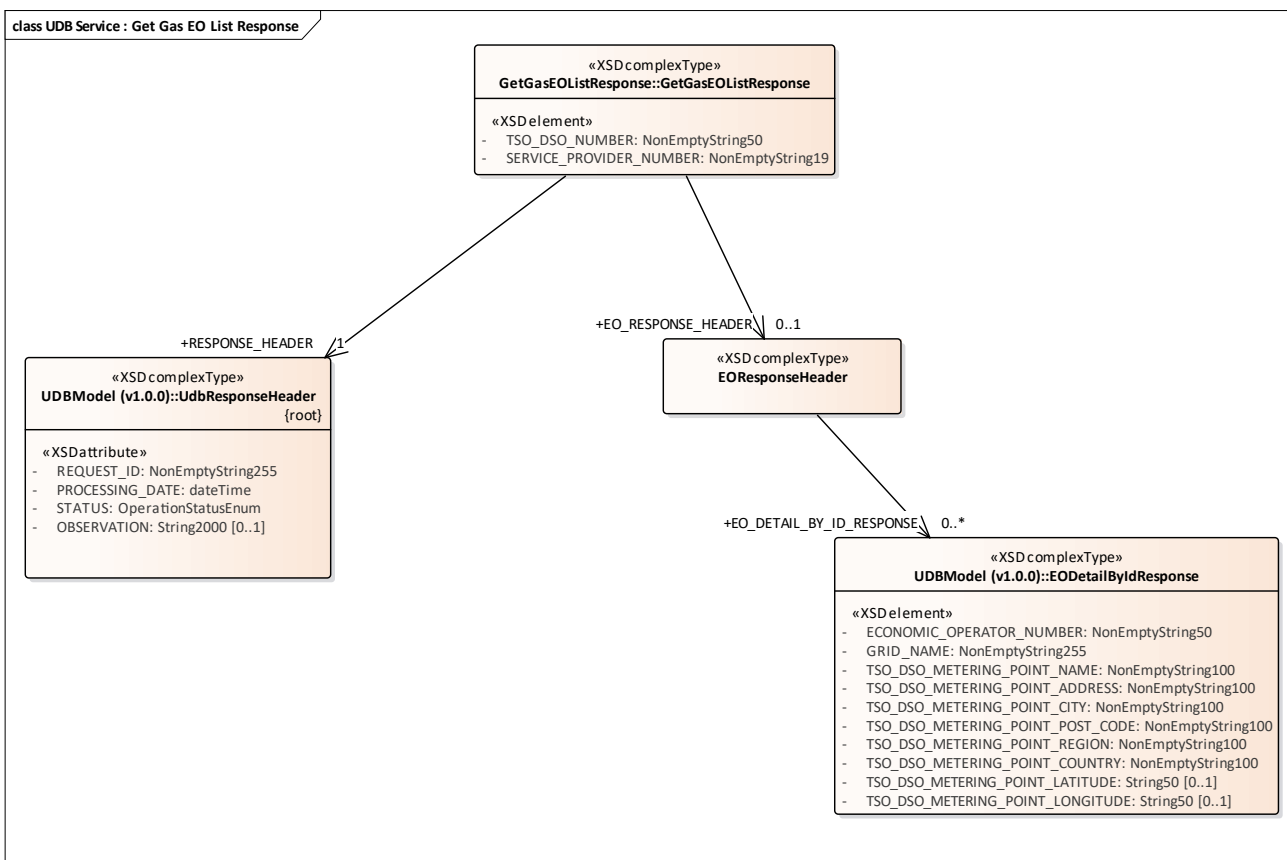 class UDB Service : Get Gas EO List Response
«XSDcomplexType»
GetGasEOListResponse::GetGasEOListResponse
«XSDelement»
- TSO_DSO_NUMBER: NonEmptyString50
- SERVICE_PROVIDER_NUMBER: NonEmptyString19
+EO_RESPONSE_HEADER 0..1
+RESPONSE_HEADER 1
«XSDcomplexType»
EOResponseHeader
«XSDcomplexType»
UDBModel (v1.0.0)::UdbResponseHeader
{root}
«XSDattribute»
- REQUEST_ID: NonEmptyString255
- PROCESSING_DATE: dateTime
- STATUS: OperationStatusEnum
- OBSERVATION: String2000 [0..1]
+EO_DETAIL_BY_ID_RESPONSE 0..*
«XSDcomplexType»
UDBModel (v1.0.0)::EODetailByIdResponse
«XSDelement»
- ECONOMIC_OPERATOR_NUMBER: NonEmptyString50
- GRID_NAME: NonEmptyString255
- TSO_DSO_METERING_POINT_NAME: NonEmptyString100
- TSO_DSO_METERING_POINT_ADDRESS: NonEmptyString100
- TSO_DSO_METERING_POINT_CITY: NonEmptyString100
- TSO_DSO_METERING_POINT_POST_CODE: NonEmptyString100
- TSO_DSO_METERING_POINT_REGION: NonEmptyString100
- TSO_DSO_METERING_POINT_COUNTRY: NonEmptyString100
- TSO_DSO_METERING_POINT_LATITUDE: String50 [0..1]
- TSO_DSO_METERING_POINT_LONGITUDE: String50 [0..1]